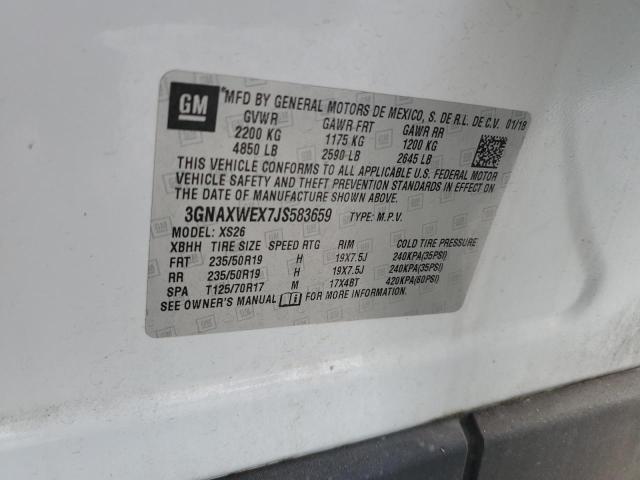 GM
*MFD BY GENERAL MOTORS DE MEXICO, S. DE R.L. DE C.V. 01/18
GVWR GAWR FRT GAWR RR
2200 KG 1175 KG 1200 KG
4850 LB 2590 LB 2645 LB
THIS VEHICLE CONFORMS TO ALL APPLICABLE U.S. FEDERAL MOTOR
VEHICLE SAFETY, BUMPER, AND THEFT PREVENTION STANDARDS IN EFFECT ON
THE DATE OF MANUFACTURE SHOWN ABOVE.
3GNAXWEX7JS583659 TYPE: M.P.V.
MODEL: XS26
XBHH TIRE SIZE SPEED RTG RIM COLD TIRE PRESSURE
FRT 235/50R19 H 19X7.5J 240KPA(35PSI)
RR 235/50R19 H 19X7.5J 240KPA(35PSI)
SPA T125/70R17 M 17X4BT 420KPA(60PSI)
SEE OWNER'S MANUAL FOR MORE INFORMATION.